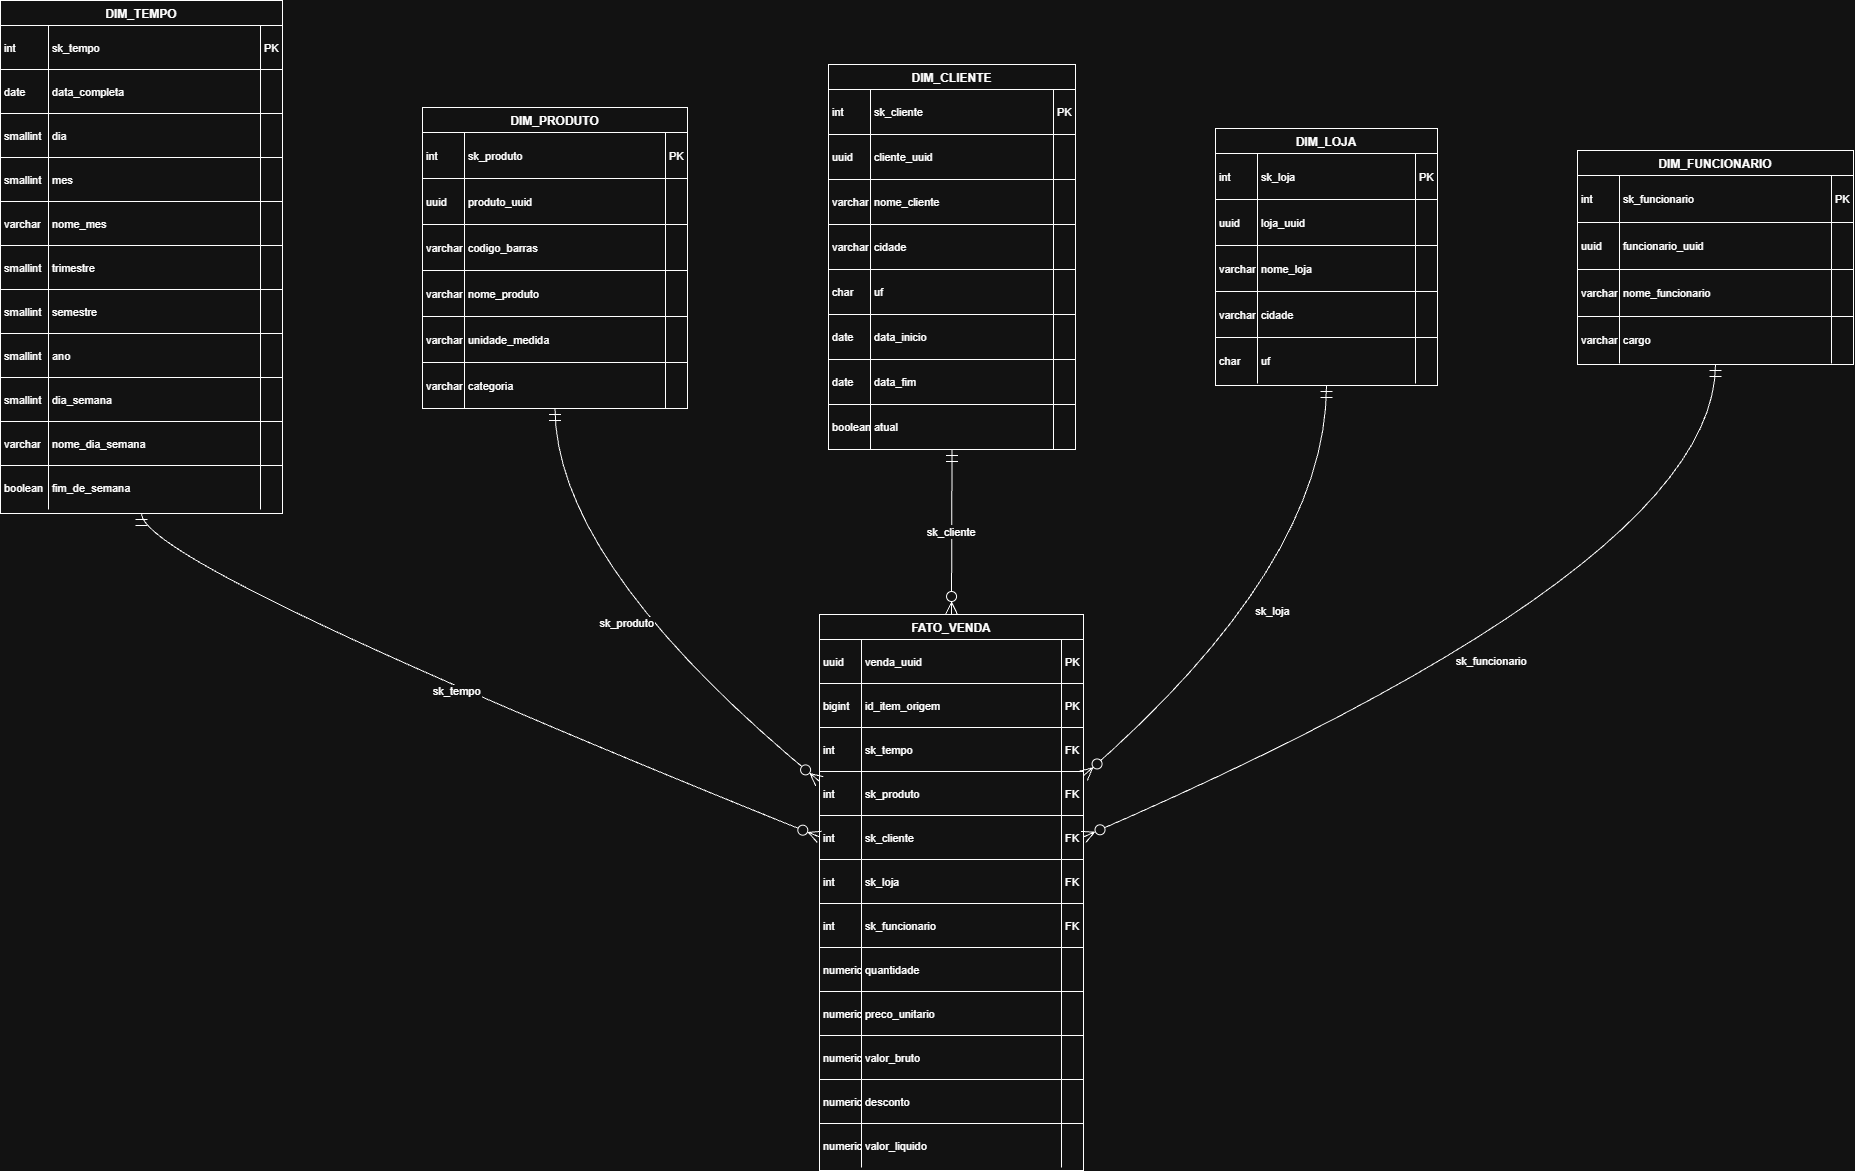 DIM_TEMPO
int sk_tempo PK
date data_completa
smallint dia
smallint mes
varchar nome_mes
smallint trimestre
smallint semestre
smallint ano
smallint dia_semana
varchar nome_dia_semana
boolean fim_de_semana
DIM_PRODUTO
int sk_produto PK
uuid produto_uuid
varchar codigo_barras
varchar nome_produto
varchar unidade_medida
varchar categoria
DIM_CLIENTE
int sk_cliente PK
uuid cliente_uuid
varchar nome_cliente
varchar cidade
char uf
date data_inicio
date data_fim
boolean atual
DIM_LOJA
int sk_loja PK
uuid loja_uuid
varchar nome_loja
varchar cidade
char uf
DIM_FUNCIONARIO
int sk_funcionario PK
uuid funcionario_uuid
varchar nome_funcionario
varchar cargo
sk_tempo
sk_produto
sk_cliente
sk_loja
sk_funcionario
FATO_VENDA
uuid venda_uuid PK
bigint id_item_origem PK
int sk_tempo FK
int sk_produto FK
int sk_cliente FK
int sk_loja FK
int sk_funcionario FK
numeric quantidade
numeric preco_unitario
numeric valor_bruto
numeric desconto
numeric valor_liquido